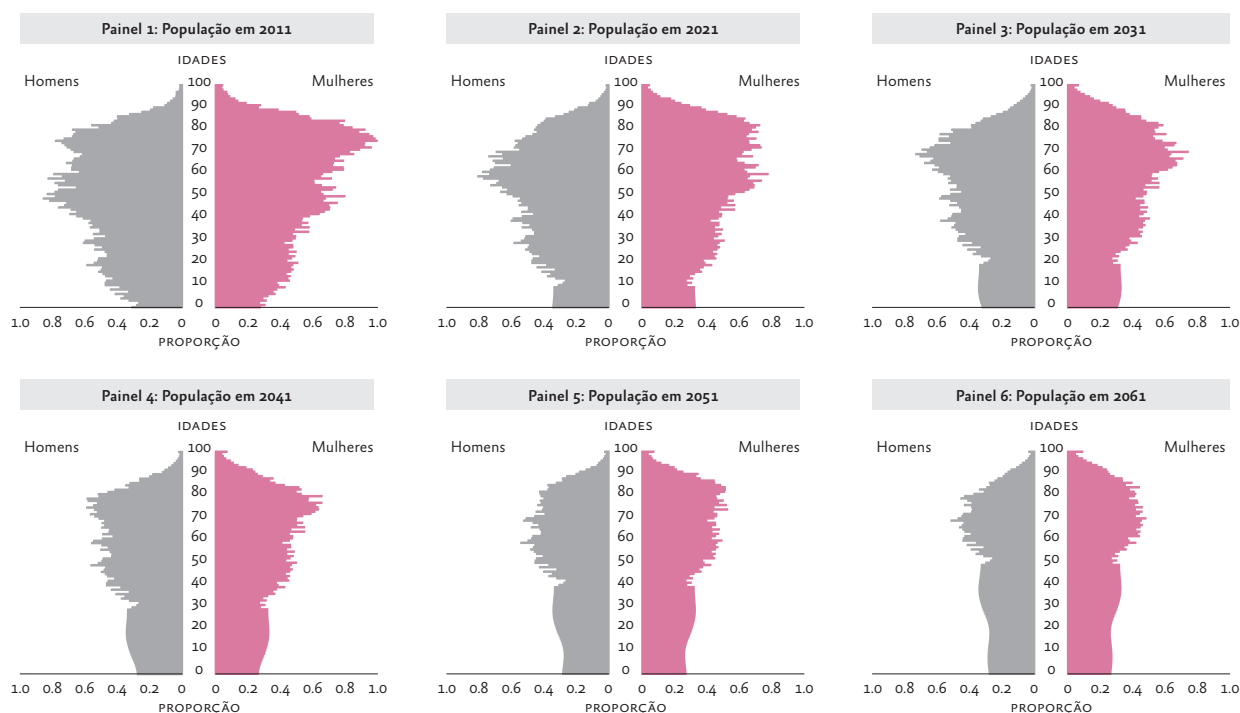 Painel 1: População em 2011
IDADES
Homens
Mulheres
100
90
80
70
60
50
40
30
20
10
0
1.0 0.8 0.6 0.4 0.2 0 0 0.2 0.4 0.6 0.8 1.0
PROPORÇÃO
Painel 2: População em 2021
IDADES
Homens
Mulheres
100
90
80
70
60
50
40
30
20
10
0
1.0 0.8 0.6 0.4 0.2 0 0 0.2 0.4 0.6 0.8 1.0
PROPORÇÃO
Painel 3: População em 2031
IDADES
Homens
Mulheres
100
90
80
70
60
50
40
30
20
10
0
1.0 0.8 0.6 0.4 0.2 0 0 0.2 0.4 0.6 0.8 1.0
PROPORÇÃO
Painel 4: População em 2041
IDADES
Homens
Mulheres
100
90
80
70
60
50
40
30
20
10
0
1.0 0.8 0.6 0.4 0.2 0 0 0.2 0.4 0.6 0.8 1.0
PROPORÇÃO
Painel 5: População em 2051
IDADES
Homens
Mulheres
100
90
80
70
60
50
40
30
20
10
0
1.0 0.8 0.6 0.4 0.2 0 0 0.2 0.4 0.6 0.8 1.0
PROPORÇÃO
Painel 6: População em 2061
IDADES
Homens
Mulheres
100
90
80
70
60
50
40
30
20
10
0
1.0 0.8 0.6 0.4 0.2 0 0 0.2 0.4 0.6 0.8 1.0
PROPORÇÃO